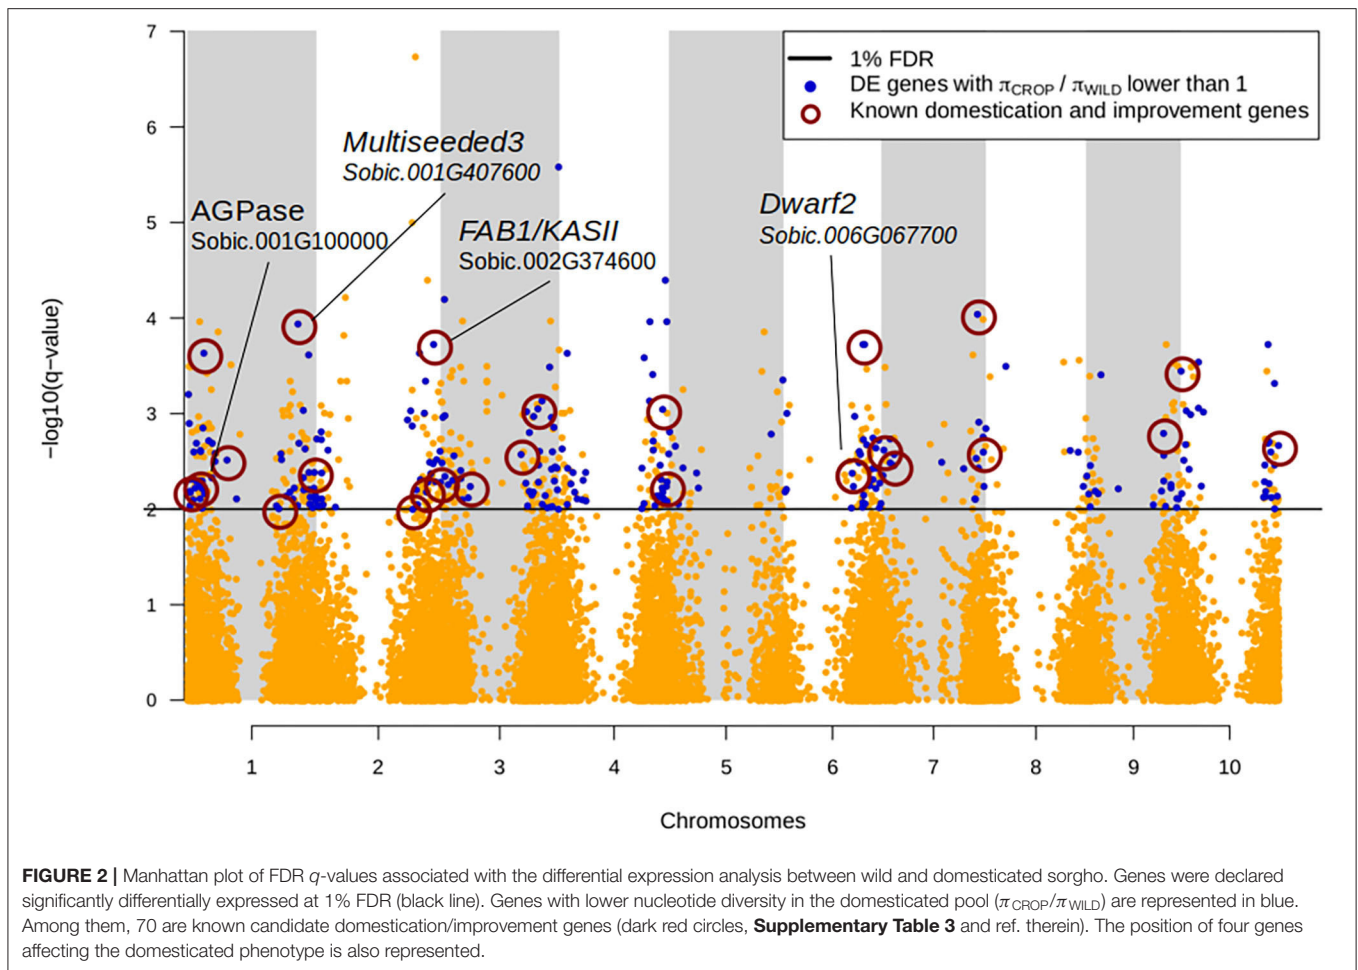 7
6
5
4
3
2
1
0
−log10(q−value)
1% FDR
DE genes with πCROP / πWILD lower than 1
Known domestication and improvement genes
Multiseeded3
Sobic.001G407600
AGPase
Sobic.001G100000
FAB1/KASII
Sobic.002G374600
Dwarf2
Sobic.006G067700
1 2 3 4 5 6 7 8 9 10
Chromosomes
FIGURE 2 | Manhattan plot of FDR q-values associated with the differential expression analysis between wild and domesticated sorgho. Genes were declared
significantly differentially expressed at 1% FDR (black line). Genes with lower nucleotide diversity in the domesticated pool (πCROP/πWILD) are represented in blue.
Among them, 70 are known candidate domestication/improvement genes (dark red circles, Supplementary Table 3 and ref. therein). The position of four genes
affecting the domesticated phenotype is also represented.